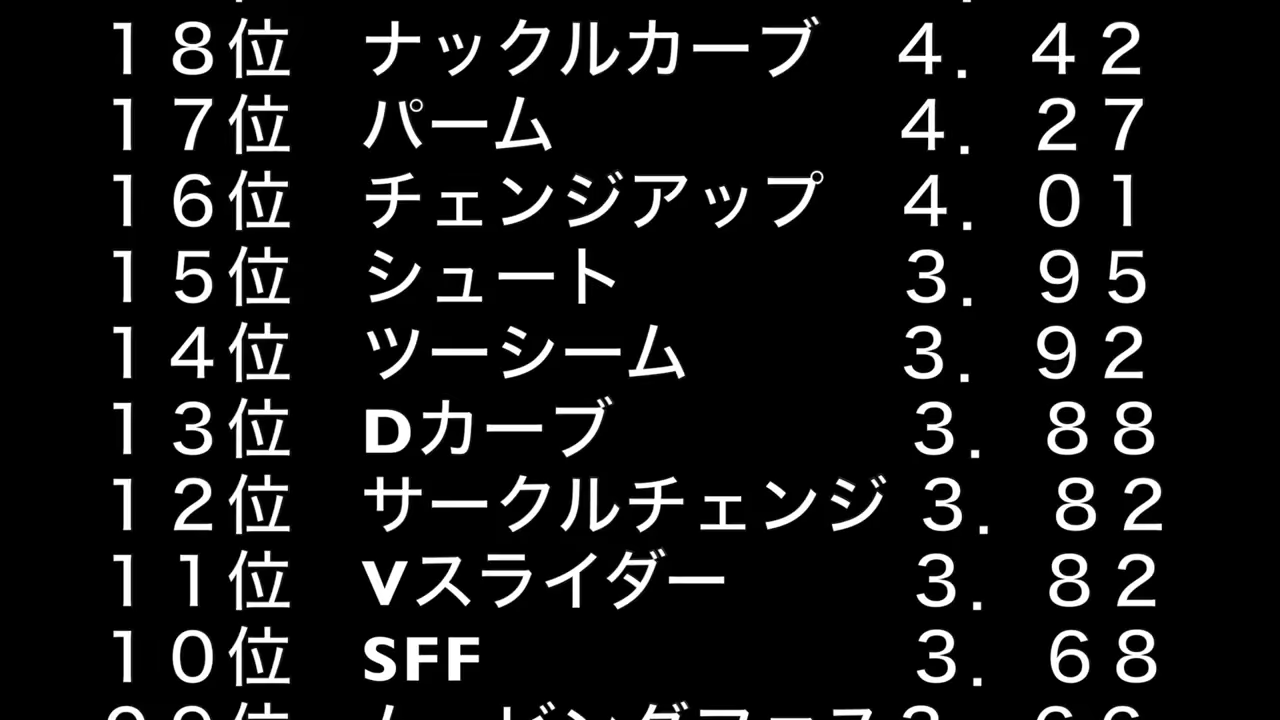 18位 ナックルカーブ 4.42
17位 パーム 4.27
16位 チェンジアップ 4.01
15位 シュート 3.95
14位 ツーシーム 3.92
13位 Dカーブ 3.88
12位 サークルチェンジ 3.82
11位 Vスライダー 3.82
10位 SFF 3.68